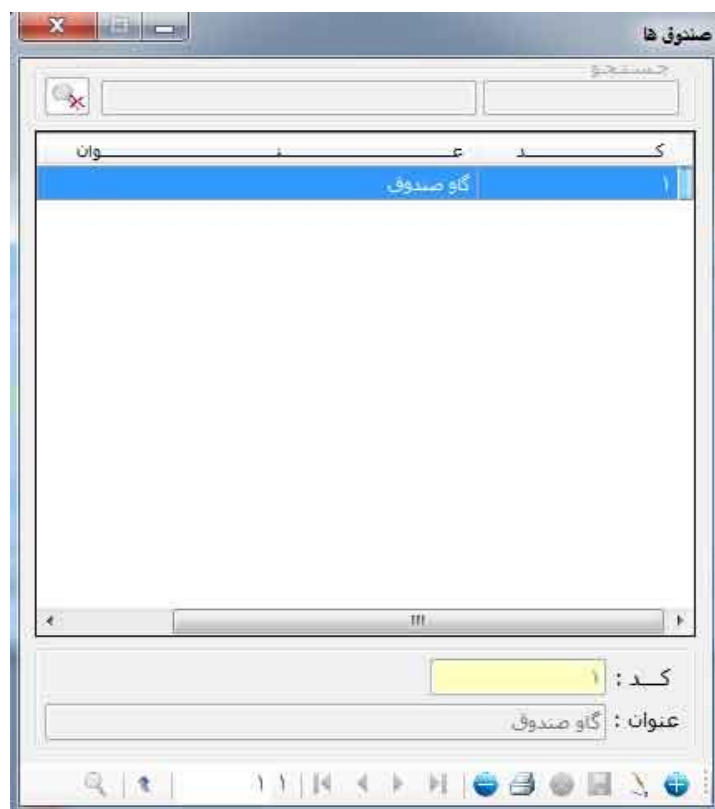 صندوق ها
جستجو
کـــد عـــنـــوان
۱ گاو صندوق
کـــد : ۱
عنوان : گاو صندوق
۱ ۱